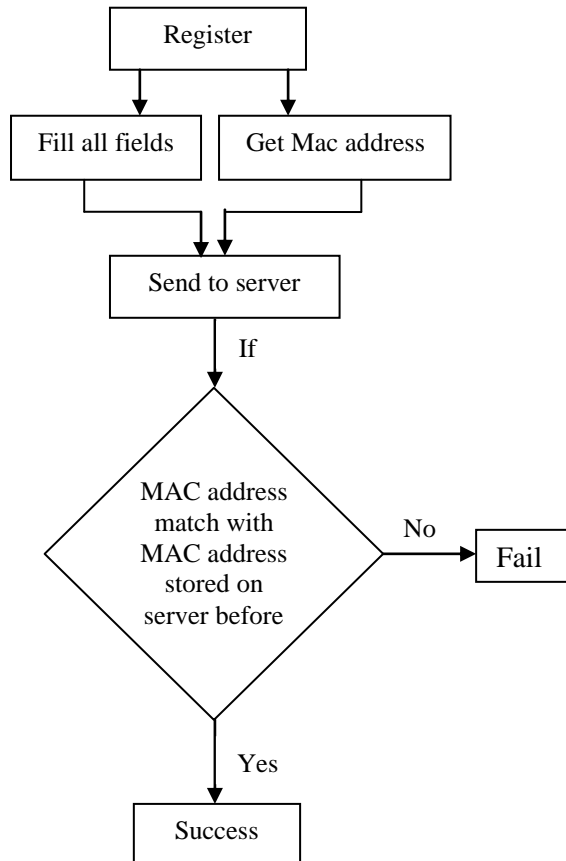 Register
Fill all fields
Get Mac address
Send to server
If
MAC address
match with
MAC address
stored on
server before
No
Fail
Yes
Success